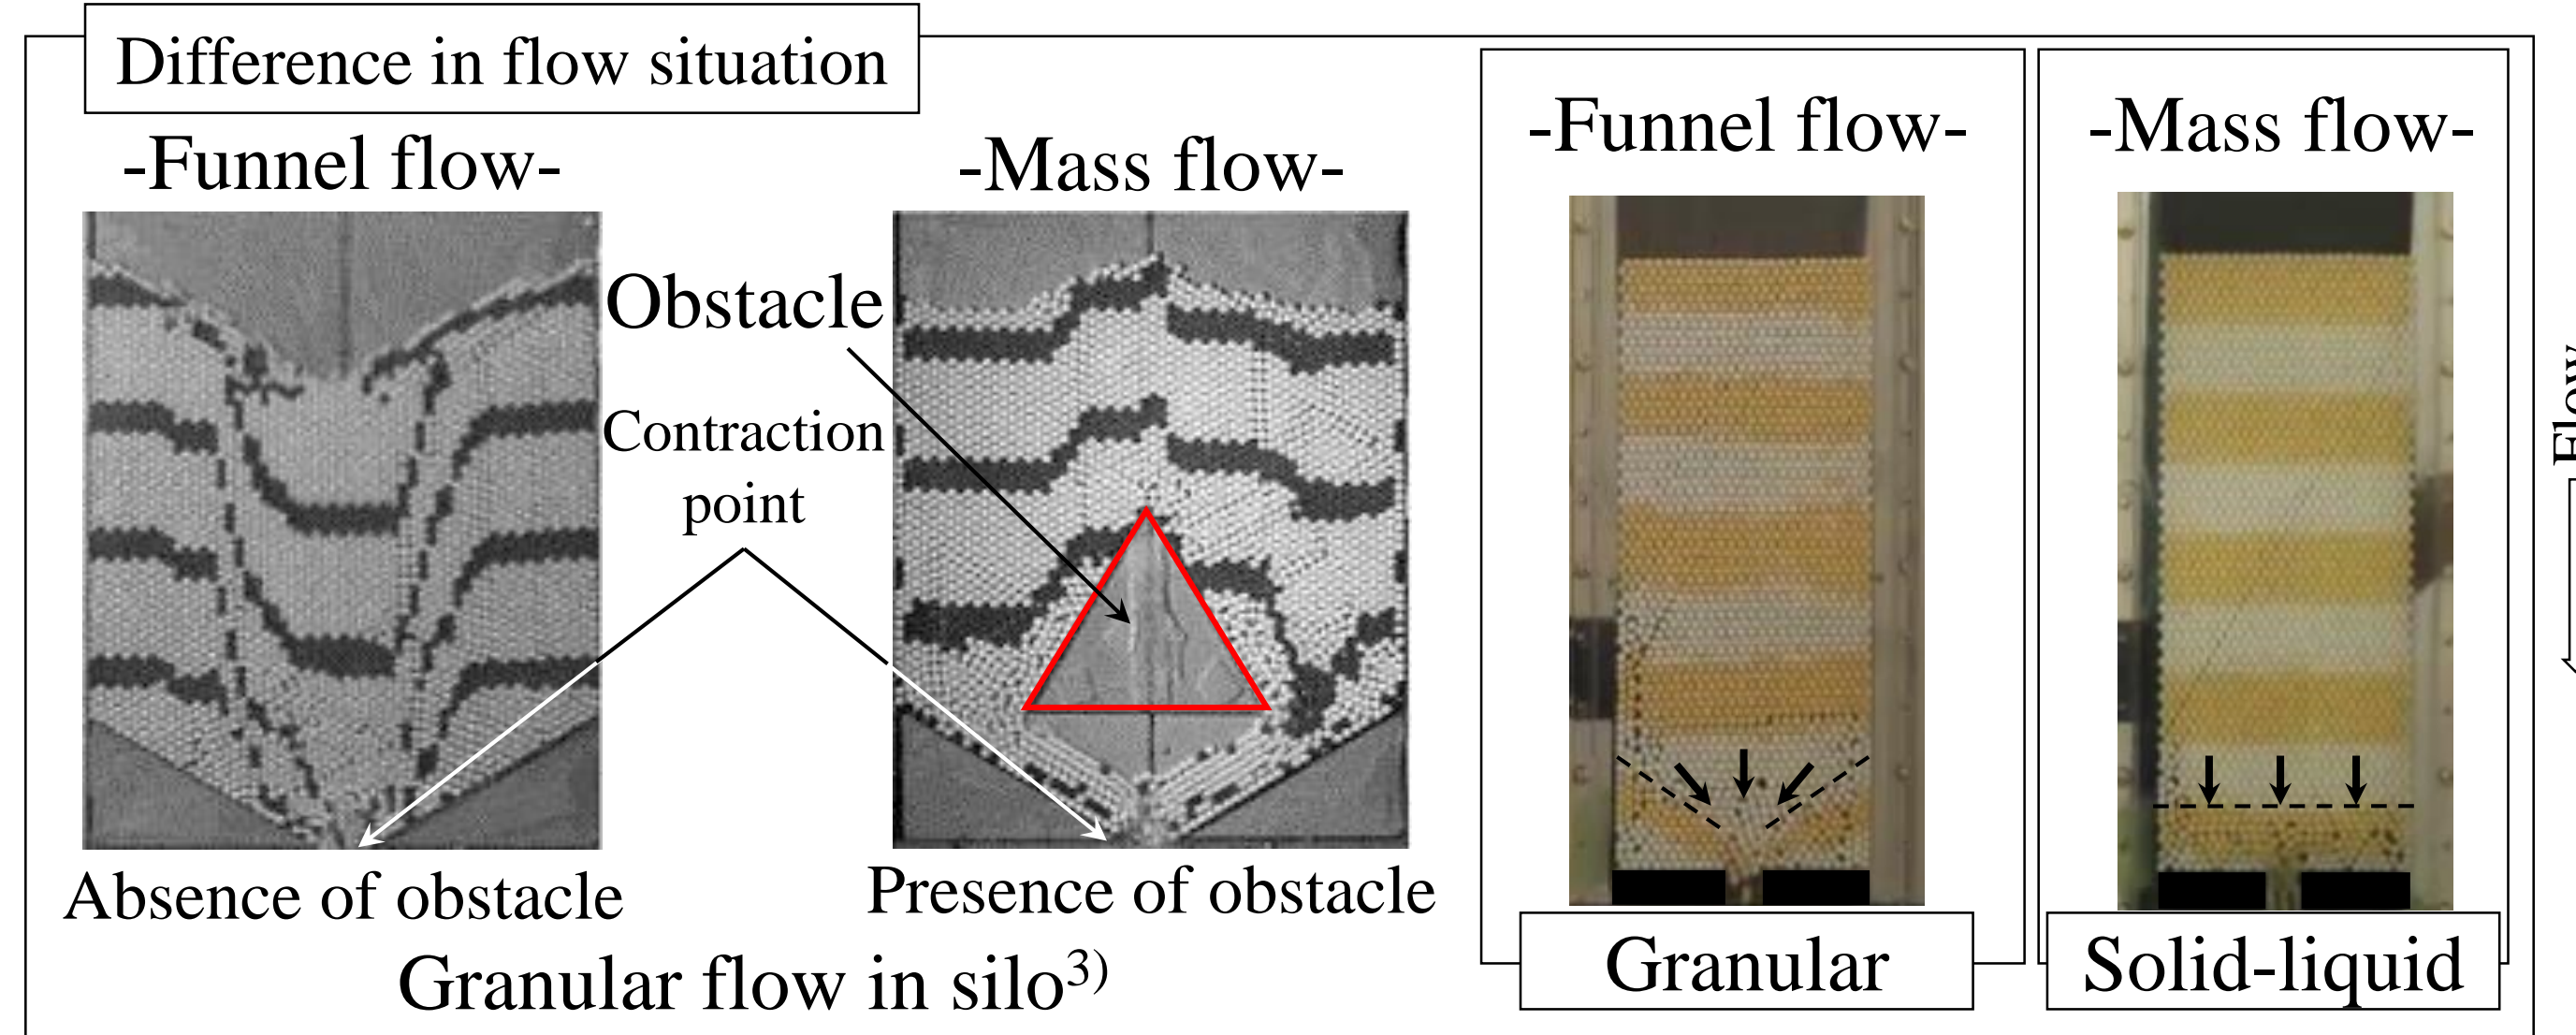 Difference in flow situation
-Funnel flow-
-Mass flow-
Obstacle
Contraction
point
Absence of obstacle
Presence of obstacle
Granular flow in silo³⁾
-Funnel flow-
-Mass flow-
Granular
Solid-liquid
Flow